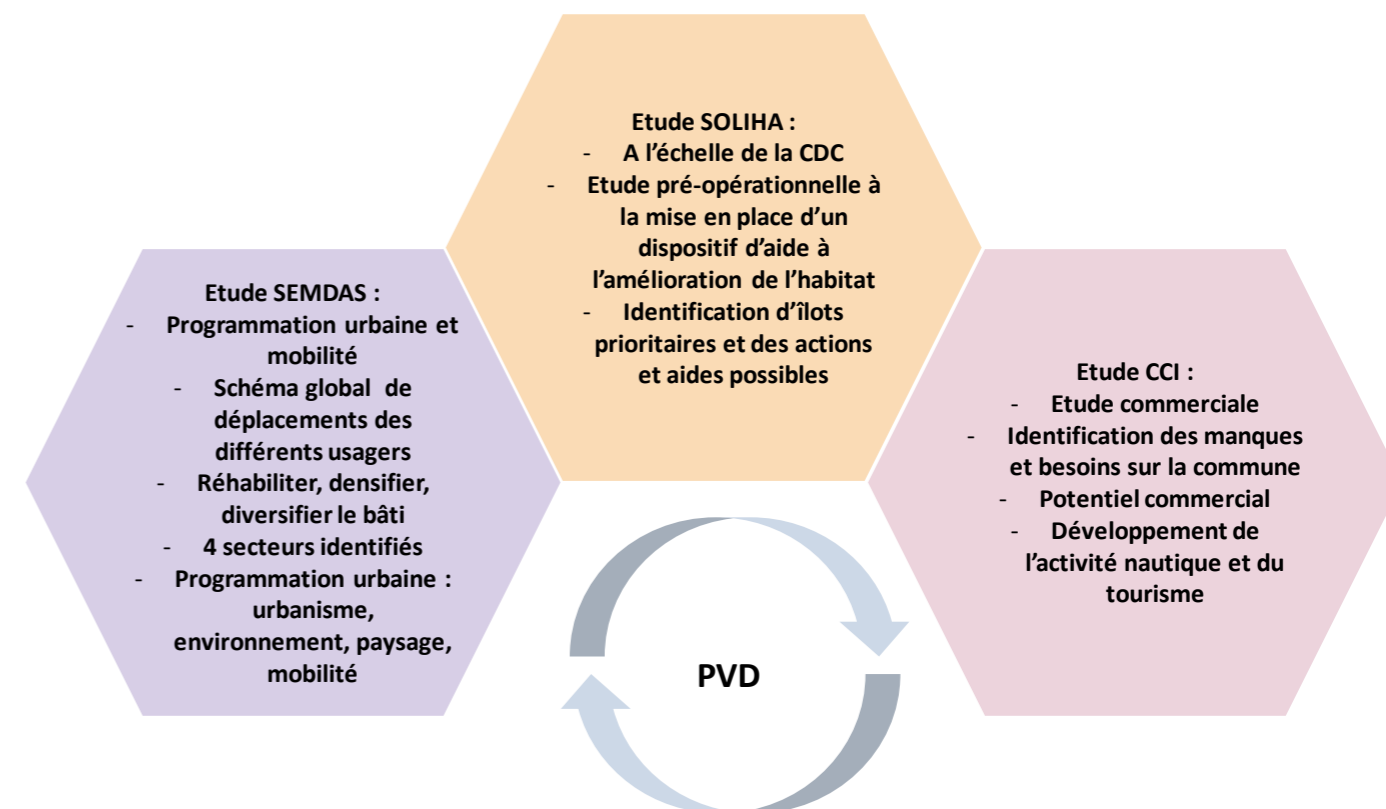 Etude SOLIHA :
- A l’échelle de la CDC
- Etude pré-opérationnelle à
la mise en place d’un
dispositif d’aide à
l’amélioration de l’habitat
- Identification d’îlots
prioritaires et des actions
et aides possibles
Etude SEMDAS :
- Programmation urbaine et
mobilité
- Schéma global de
déplacements des
différents usagers
- Réhabiliter, densifier,
diversifier le bâti
- 4 secteurs identifiés
- Programmation urbaine :
urbanisme,
environnement, paysage,
mobilité
Etude CCI :
- Etude commerciale
- Identification des manques
et besoins sur la commune
- Potentiel commercial
- Développement de
l’activité nautique et du
tourisme
PVD